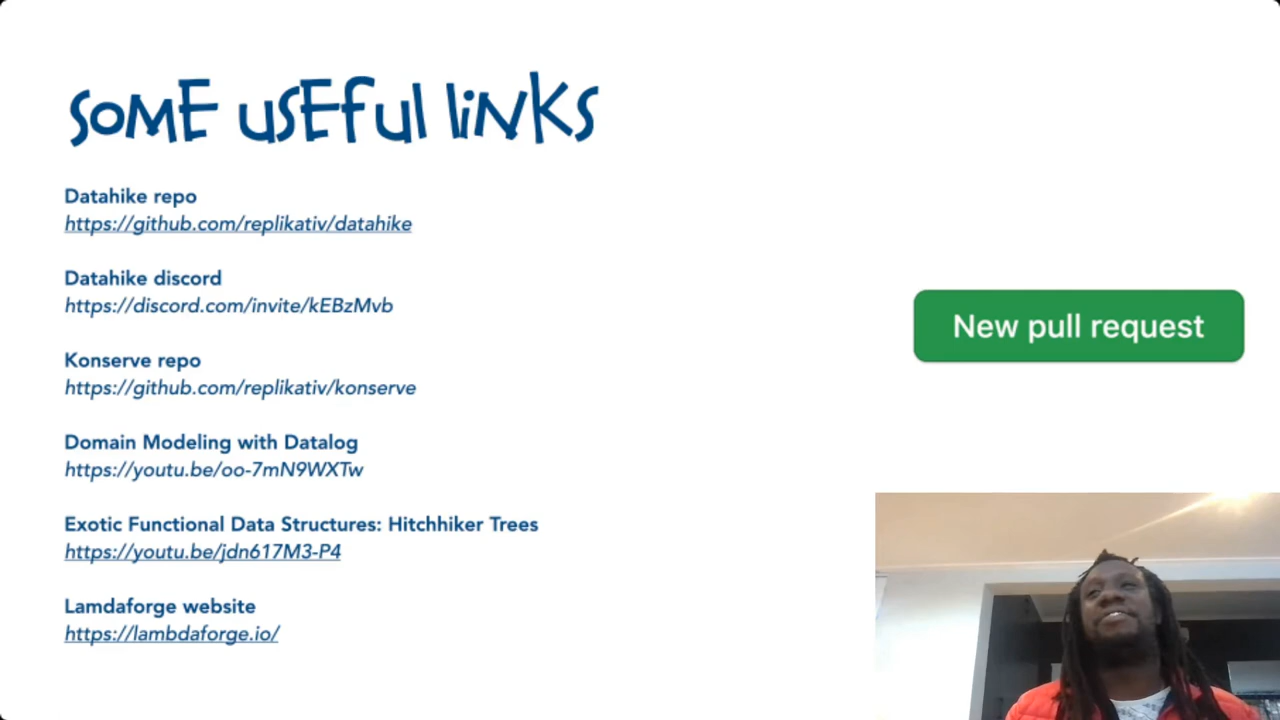 SOME USEFUL LINKS
Datahike repo
https://github.com/replikativ/datahike
Datahike discord
https://discord.com/invite/kEBzMvb
Konserve repo
https://github.com/replikativ/konserve
Domain Modeling with Datalog
https://youtu.be/oo-7mN9WXTw
Exotic Functional Data Structures: Hitchhiker Trees
https://youtu.be/jdn617M3-P4
Lamdaforge website
https://lambdaforge.io/
New pull request